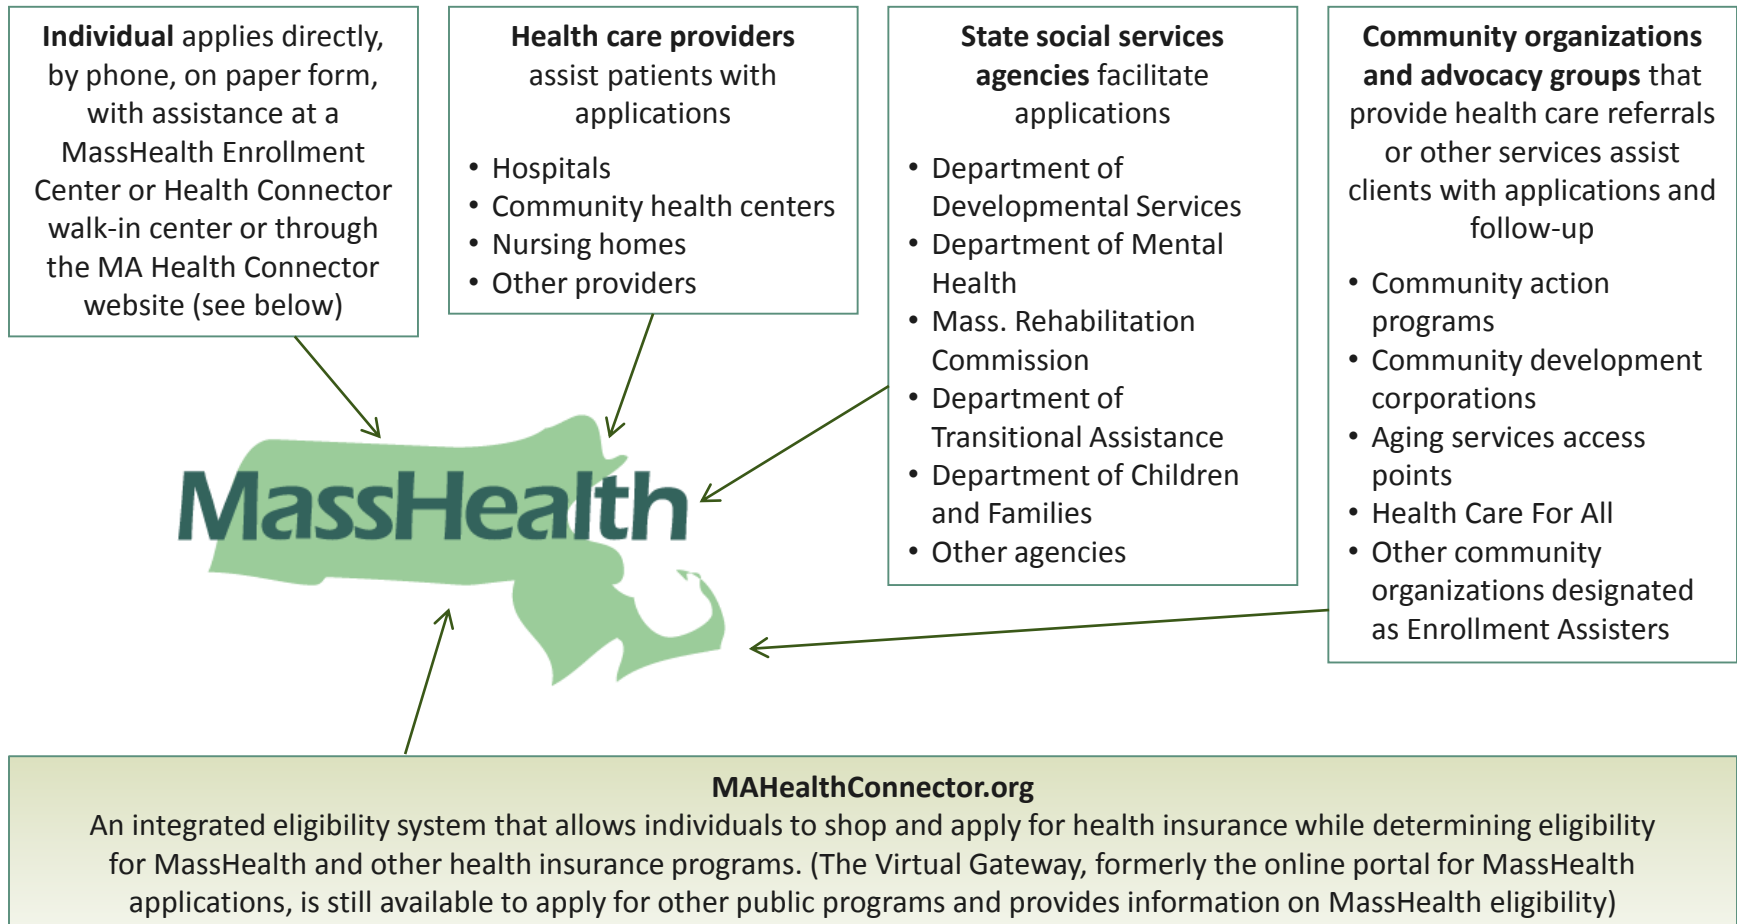 Individual applies directly,
by phone, on paper form,
with assistance at a
MassHealth Enrollment
Center or Health Connector
walk-in center or through
the MA Health Connector
website (see below)
Health care providers
assist patients with
applications
• Hospitals
• Community health centers
• Nursing homes
• Other providers
State social services
agencies facilitate
applications
• Department of
Developmental Services
• Department of Mental
Health
• Mass. Rehabilitation
Commission
• Department of
Transitional Assistance
• Department of Children
and Families
• Other agencies
Community organizations
and advocacy groups that
provide health care referrals
or other services assist
clients with applications and
follow-up
• Community action
programs
• Community development
corporations
• Aging services access
points
• Health Care For All
• Other community
organizations designated
as Enrollment Assisters
MassHealth
MAHealthConnector.org
An integrated eligibility system that allows individuals to shop and apply for health insurance while determining eligibility
for MassHealth and other health insurance programs. (The Virtual Gateway, formerly the online portal for MassHealth
applications, is still available to apply for other public programs and provides information on MassHealth eligibility)